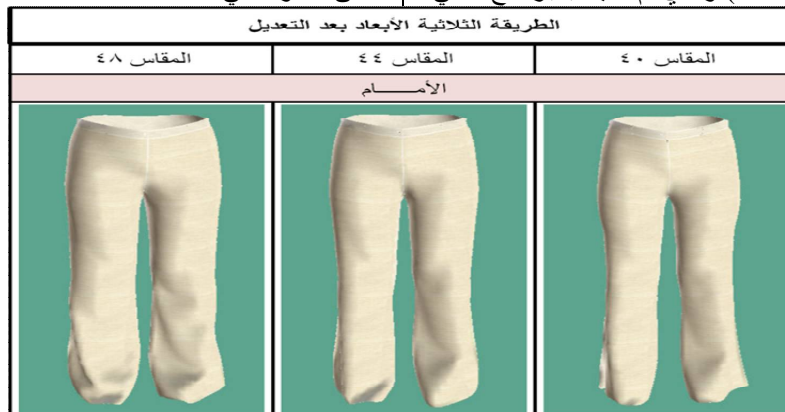 الطريقة الثلاثية الأبعاد بعد التعديل
المقاس ٤٠ المقاس ٤٤ المقاس ٤٨
الأمـــــام